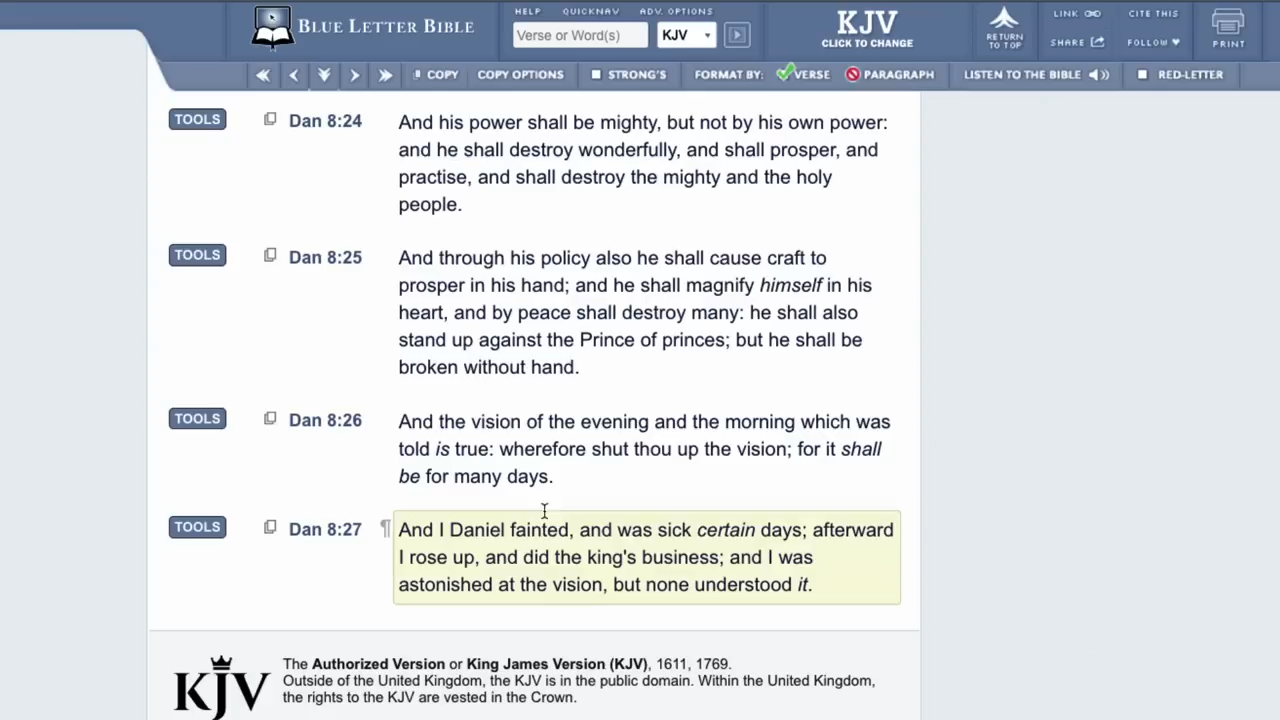 BLUE LETTER BIBLE
HELP QUICKNAV ADV. OPTIONS
Verse or Word(s) KJV
KJV
CLICK TO CHANGE
RETURN
TO TOP
LINK CITE THIS
SHARE FOLLOW
PRINT
COPY COPY OPTIONS STRONG'S FORMAT BY: VERSE PARAGRAPH LISTEN TO THE BIBLE RED-LETTER
TOOLS Dan 8:24 And his power shall be mighty, but not by his own power:
and he shall destroy wonderfully, and shall prosper, and
practise, and shall destroy the mighty and the holy
people.
TOOLS Dan 8:25 And through his policy also he shall cause craft to
prosper in his hand; and he shall magnify himself in his
heart, and by peace shall destroy many: he shall also
stand up against the Prince of princes; but he shall be
broken without hand.
TOOLS Dan 8:26 And the vision of the evening and the morning which was
told is true: wherefore shut thou up the vision; for it shall
be for many days.
TOOLS Dan 8:27 ¶ And I Daniel fainted, and was sick certain days; afterward
I rose up, and did the king's business; and I was
astonished at the vision, but none understood it.
KJV
The Authorized Version or King James Version (KJV), 1611, 1769.
Outside of the United Kingdom, the KJV is in the public domain. Within the United Kingdom,
the rights to the KJV are vested in the Crown.